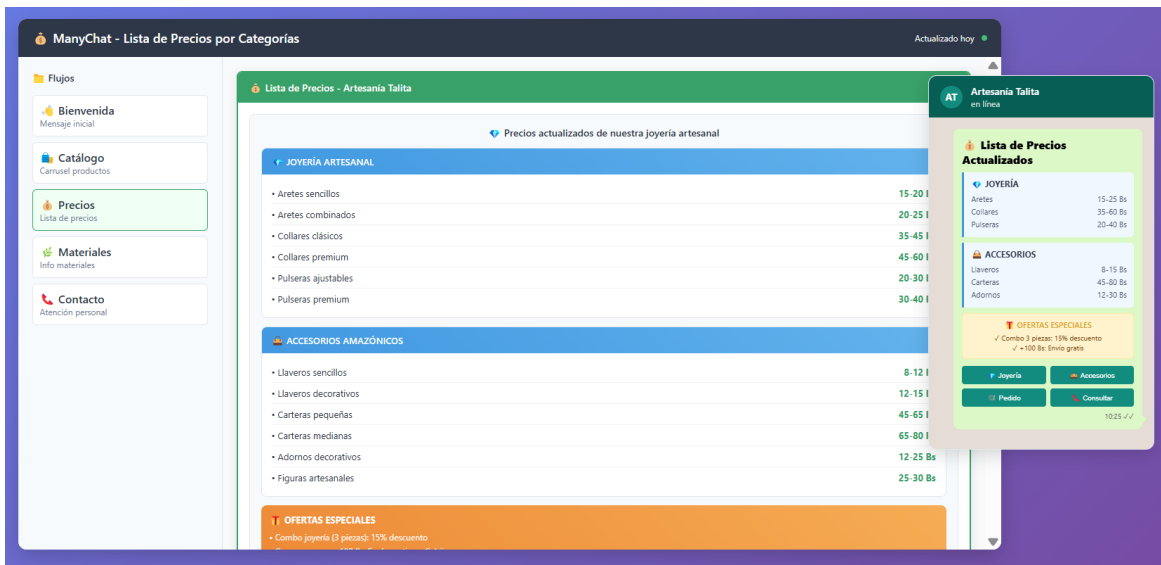 ManyChat - Lista de Precios por Categorías
Actualizado hoy
Flujos
Bienvenida
Mensaje inicial
Catálogo
Carrusel productos
Precios
Lista de precios
Materiales
Info materiales
Contacto
Atención personal
Lista de Precios - Artesanía Talita
Precios actualizados de nuestra joyería artesanal
JOYERÍA ARTESANAL
• Aretes sencillos 15-20
• Aretes combinados 20-25
• Collares clásicos 35-45
• Collares premium 45-60
• Pulseras ajustables 20-30
• Pulseras premium 30-40
ACCESORIOS AMAZÓNICOS
• Llaveros sencillos 8-12
• Llaveros decorativos 12-15
• Carteras pequeñas 45-65
• Carteras medianas 65-80
• Adornos decorativos 12-25 Bs
• Figuras artesanales 25-30 Bs
OFERTAS ESPECIALES
• Combo joyería (3 piezas): 15% descuento
AT
Artesanía Talita
en línea
Lista de Precios
Actualizados
JOYERÍA
Aretes 15-25 Bs
Collares 35-60 Bs
Pulseras 20-40 Bs
ACCESORIOS
Llaveros 8-15 Bs
Carteras 45-80 Bs
Adornos 12-30 Bs
OFERTAS ESPECIALES
✓ Combo 3 piezas: 15% descuento
✓ +100 Bs: Envío gratis
Joyería
Accesorios
Pedido
Consultar
10:25 ✓✓